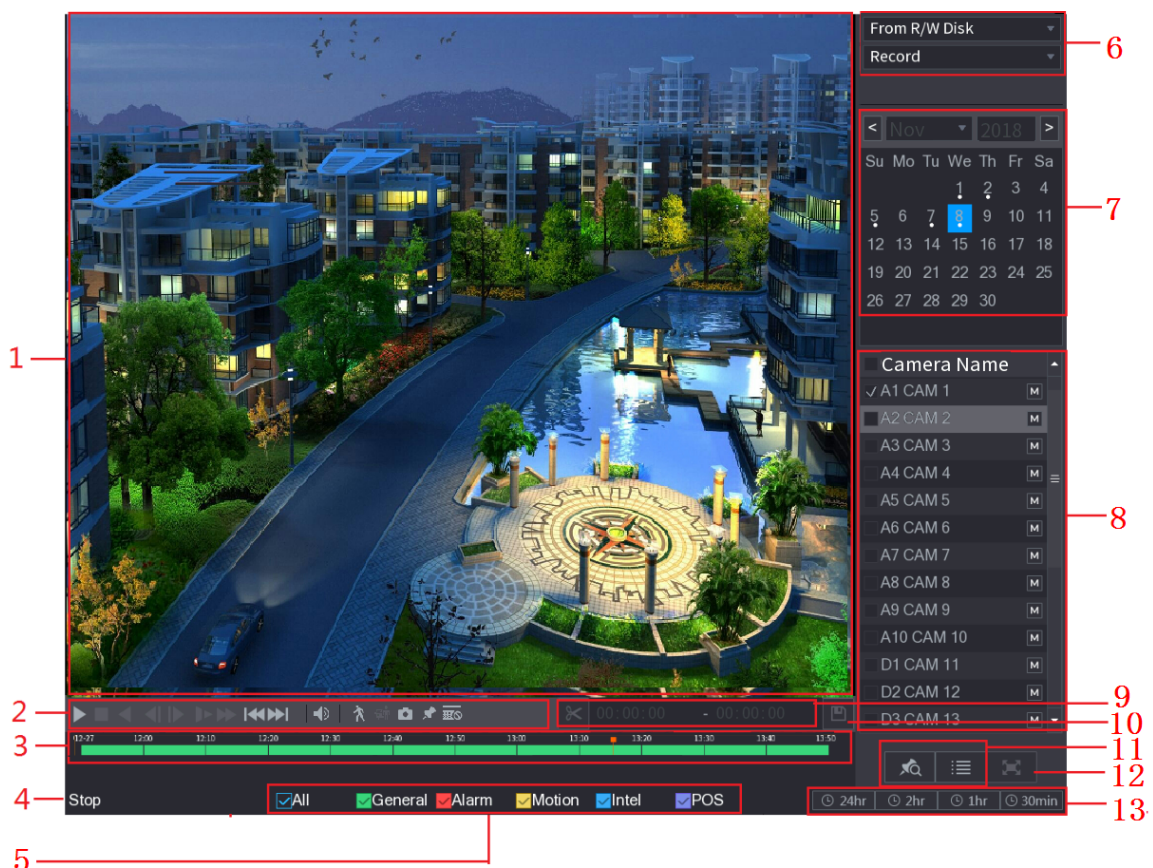 From R/W Disk
Record
6
< Nov 2018 >
Su Mo Tu We Th Fr Sa
1 2 3 4
5 6 7 8 9 10 11
12 13 14 15 16 17 18
19 20 21 22 23 24 25
26 27 28 29 30
7
1
Camera Name
A1 CAM 1 M
A2 CAM 2 M
A3 CAM 3 M
A4 CAM 4 M
A5 CAM 5 M
A6 CAM 6 M
A7 CAM 7 M
A8 CAM 8 M
A9 CAM 9 M
A10 CAM 10 M
D1 CAM 11 M
D2 CAM 12 M
D3 CAM 13 M
8
2
00:00:00 - 00:00:00
9
10
3
12:00 12:10 12:20 12:30 12:40 12:50 13:00 13:10 13:20 13:30 13:40 13:50
11
12
4
Stop
All General Alarm Motion Intel POS
24hr 2hr 1hr 30min
13
5